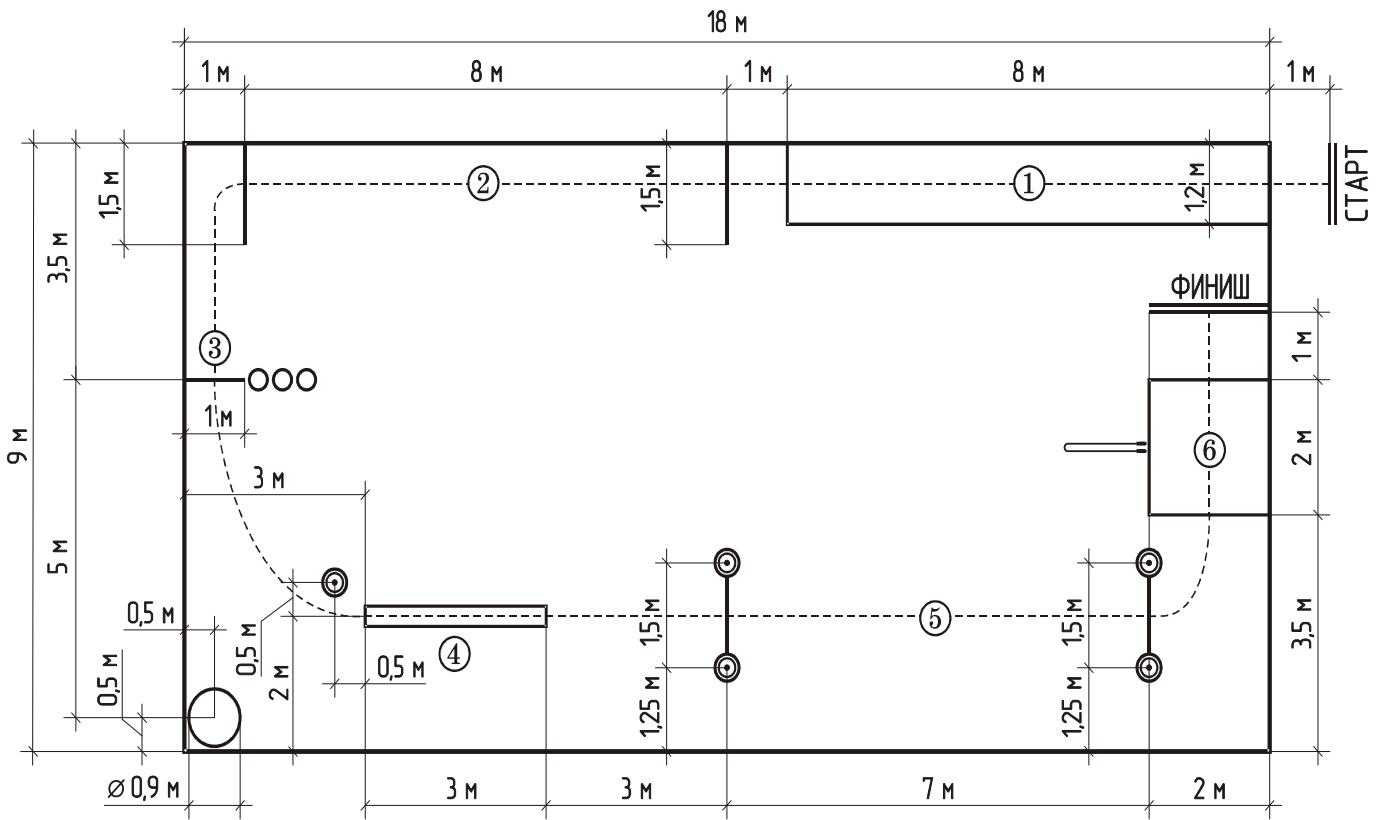 18 м
1 м 8 м 1 м 8 м 1 м
1,5 м 2 1,5 м 1 1,2 м СТАРТ
3,5 м
ФИНИШ
3 1 м
1 м
9 м 6 2 м
3 м
5 м
0,5 м 0,5 м 1,5 м 5 1,5 м 3,5 м
4
0,5 м 2 м 0,5 м 1,25 м 1,25 м
⌀ 0,9 м 3 м 3 м 7 м 2 м